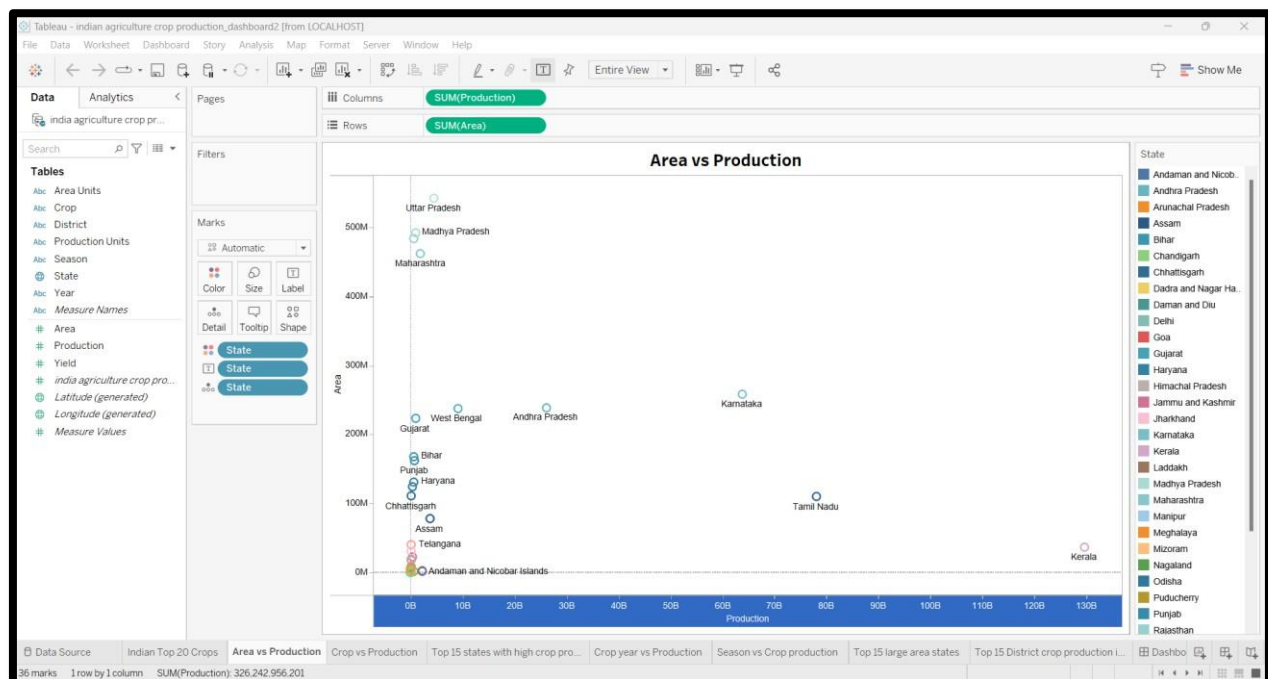 Tableau - indian agriculture crop production_dashboard2 [from LOCALHOST]
File Data Worksheet Dashboard Story Analysis Map Format Server Window Help
Entire View
Show Me
Data Analytics
india agriculture crop pr...
Search
Tables
Abc Area Units
Abc Crop
Abc District
Abc Production Units
Abc Season
State
Abc Year
Abc Measure Names
# Area
# Production
# Yield
# india agriculture crop pro...
Latitude (generated)
Longitude (generated)
# Measure Values
Pages
Filters
Marks
Automatic
Color Size Label
Detail Tooltip Shape
State
State
State
Columns SUM(Production)
Rows SUM(Area)
Area vs Production
Uttar Pradesh
500M
Madhya Pradesh
Maharashtra
400M
300M
Area
Karnataka
West Bengal
Andhra Pradesh
Gujarat
200M
Bihar
Punjab
Haryana
100M
Chhattisgarh
Tamil Nadu
Assam
Telangana
Kerala
0M
Andaman and Nicobar Islands
0B 10B 20B 30B 40B 50B 60B 70B 80B 90B 100B 110B 120B 130B
Production
State
Andaman and Nicob..
Andhra Pradesh
Arunachal Pradesh
Assam
Bihar
Chandigarh
Chhattisgarh
Dadra and Nagar Ha..
Daman and Diu
Delhi
Goa
Gujarat
Haryana
Himachal Pradesh
Jammu and Kashmir
Jharkhand
Karnataka
Kerala
Laddakh
Madhya Pradesh
Maharashtra
Manipur
Meghalaya
Mizoram
Nagaland
Odisha
Puducherry
Punjab
Rajasthan
Data Source Indian Top 20 Crops Area vs Production Crop vs Production Top 15 states with high crop pro... Crop year vs Production Season vs Crop production Top 15 large area states Top 15 District crop production i... Dashbo
36 marks 1 row by 1 column SUM(Production): 326,242,956,201